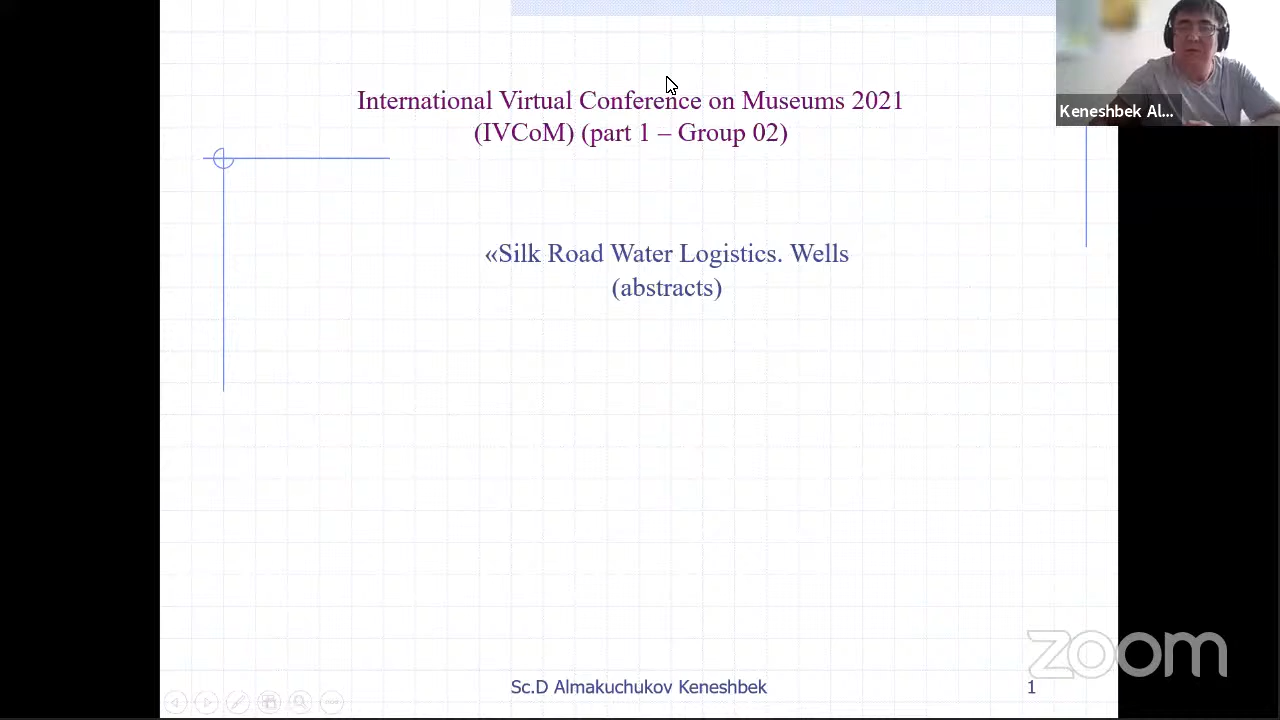 International Virtual Conference on Museums 2021
(IVCoM) (part 1 – Group 02)
Keneshbek Al...
«Silk Road Water Logistics. Wells
(abstracts)
zoom
Sc.D Almakuchukov Keneshbek
1